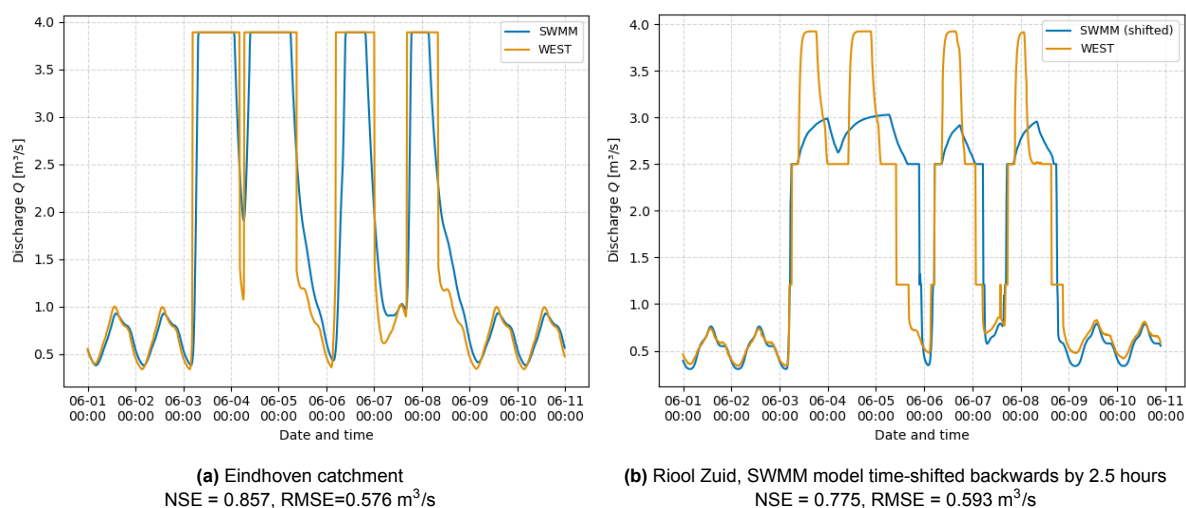 4.0
3.5
3.0
2.5
2.0
1.5
1.0
0.5
Discharge Q [m³/s]
SWMM
WEST
06-01 06-02 06-03 06-04 06-05 06-06 06-07 06-08 06-09 06-10 06-11
00:00 00:00 00:00 00:00 00:00 00:00 00:00 00:00 00:00 00:00 00:00
Date and time
(a) Eindhoven catchment
NSE = 0.857, RMSE=0.576 m³/s
4.0
3.5
3.0
2.5
2.0
1.5
1.0
0.5
Discharge Q [m³/s]
SWMM (shifted)
WEST
06-01 06-02 06-03 06-04 06-05 06-06 06-07 06-08 06-09 06-10 06-11
00:00 00:00 00:00 00:00 00:00 00:00 00:00 00:00 00:00 00:00 00:00
Date and time
(b) Riool Zuid, SWMM model time-shifted backwards by 2.5 hours
NSE = 0.775, RMSE = 0.593 m³/s